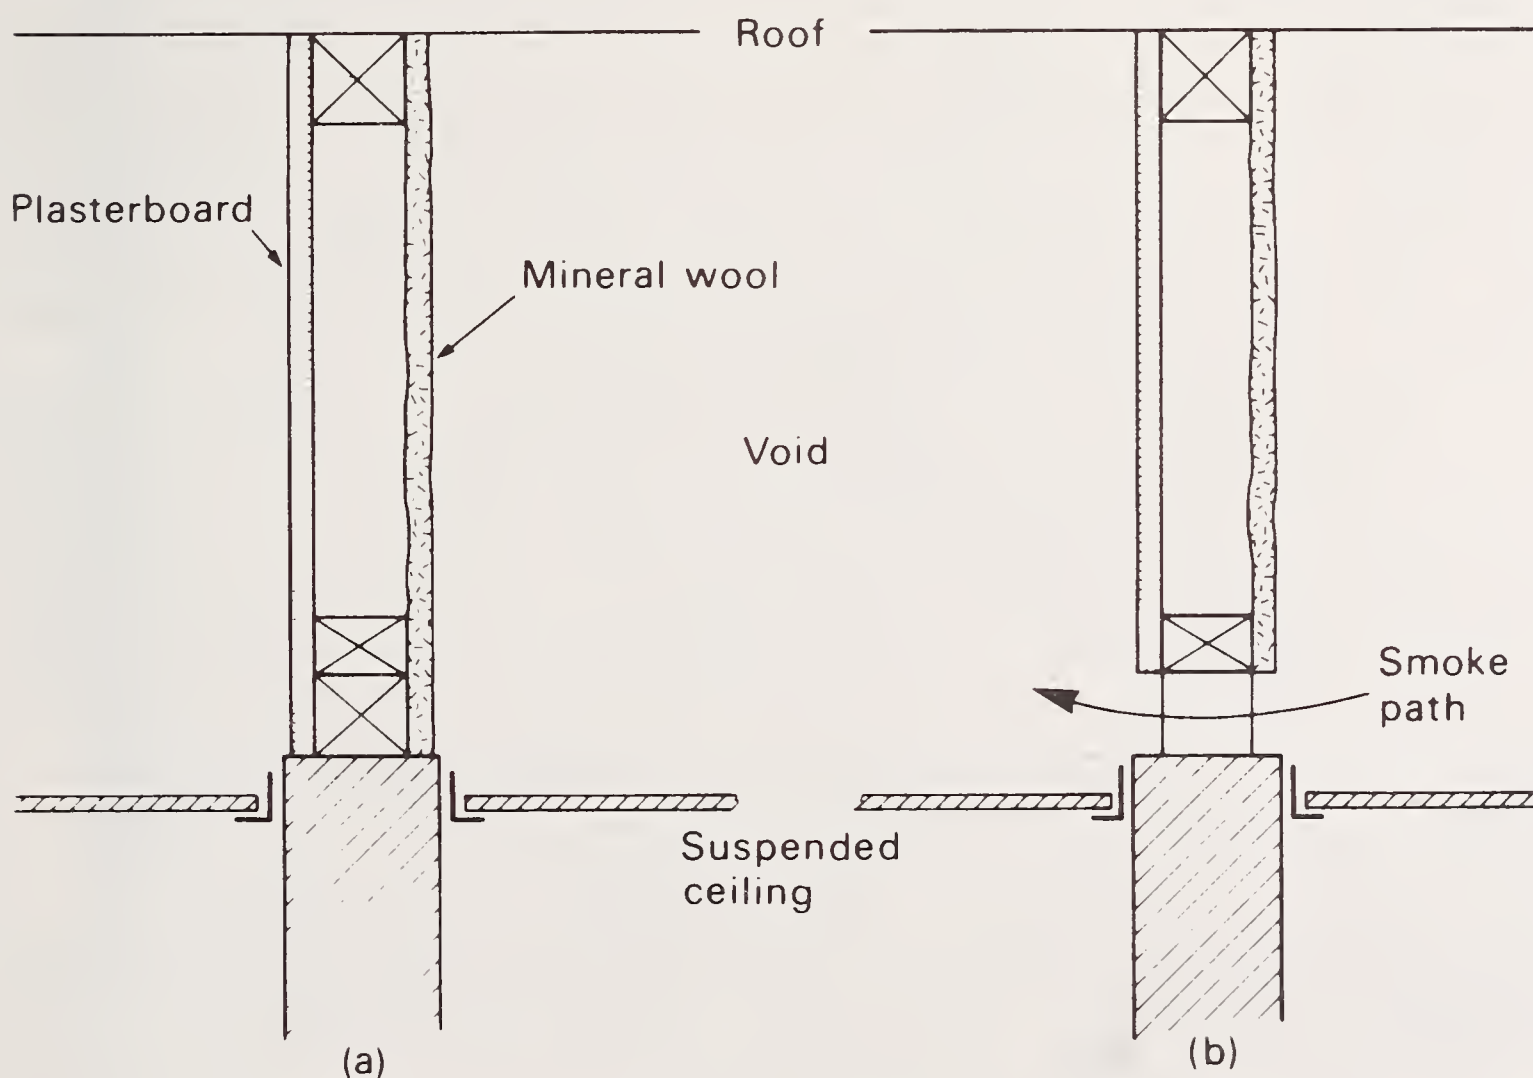 Roof
Plasterboard
Mineral wool
Void
Smoke
path
Suspended
ceiling
(a)
(b)